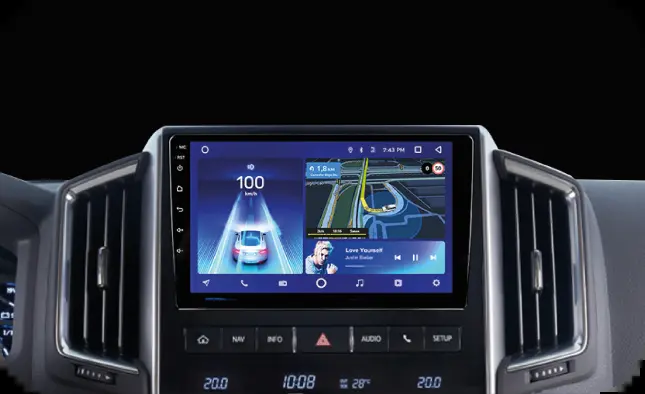 MIC
RST
7:43 PM
100
km/h
1,8 км
0
50
Love Yourself
Justin Bieber
NAV
INFO
AUDIO
SETUP
20.0
10:08
28°C
20.0